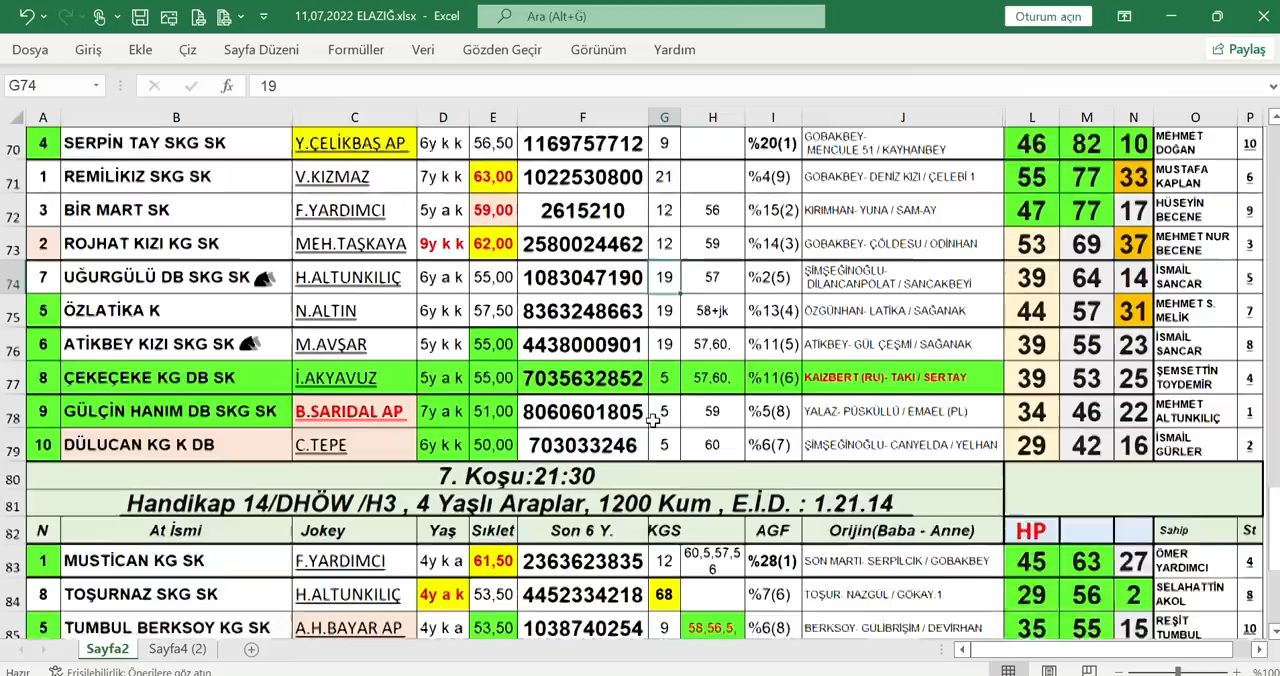 11,07,2022 ELAZIĞ.xlsx - Excel
Ara (Alt+G)
Oturum açın
Dosya Giriş Ekle Çiz Sayfa Düzeni Formüller Veri Gözden Geçir Görünüm Yardım Paylaş
G74 fx 19
A B C D E F G H I J L M N O P
70 4 SERPİN TAY SKG SK Y.ÇELİKBAŞ AP 6y k k 56,50 1169757712 9 %20(1) GOBAKBEY- MENCULE 51 / KAYHANBEY 46 82 10 MEHMET DOĞAN 10
71 1 REMILIKIZ SKG SK V.KIZMAZ 7y k k 63,00 1022530800 21 %4(9) GOBAKBEY- DENİZ KIZI / ÇELEBİ 1 55 77 33 MUSTAFA KAPLAN 6
72 3 BİR MART SK F.YARDIMCI 5y a k 59,00 2615210 12 56 %15(2) KIRIMHAN- YUNA / SAM-AY 47 77 17 HÜSEYİN BECENE 9
73 2 ROJHAT KIZI KG SK MEH.TAŞKAYA 9y k k 62,00 2580024462 12 59 %14(3) GOBAKBEY- ÇÖLDESU / ODİNHAN 53 69 37 MEHMET NUR BECENE 3
74 7 UĞURGÜLÜ DB SKG SK H.ALTUNKILIÇ 6y a k 55,00 1083047190 19 57 %2(5) ŞİMŞEĞİNOĞLU- DİLANCANPOLAT / SANCAKBEYİ 39 64 14 İSMAİL SANCAR 5
75 5 ÖZLATİKA K N.ALTIN 6y k k 57,50 8363248663 19 58+jk %13(4) ÖZGÜNHAN- LATİKA / SAĞANAK 44 57 31 MEHMET S. MELİK 7
76 6 ATİKBEY KIZI SKG SK M.AVŞAR 5y k k 55,00 4438000901 19 57,60, %11(5) ATİKBEY- GÜL ÇEŞMİ / SAĞANAK 39 55 23 İSMAİL SANCAR 8
77 8 ÇEKEÇEKE KG DB SK İ.AKYAVUZ 5y a k 55,00 7035632852 5 57,60, %11(6) KAIZBERT (RU)- TAKI / SERTAY 39 53 25 ŞEMSETTİN TOYDEMİR 4
78 9 GÜLÇİN HANIM DB SKG SK B.SARIDAL AP 7y a k 51,00 8060601805 5 59 %5(8) YALAZ- PÜSKÜLLÜ / EMAEL (PL) 34 46 22 MEHMET ALTUNKILIÇ 1
79 10 DÜLUCAN KG K DB C.TEPE 6y k k 50,00 703033246 5 60 %6(7) ŞİMŞEĞİNOĞLU- CANYELDA / YELHAN 29 42 16 İSMAİL GÜRLER 2
80 7. Koşu:21:30
81 Handikap 14/DHÖW /H3 , 4 Yaşlı Araplar, 1200 Kum , E.İ.D. : 1.21.14
82 N At İsmi Jokey Yaş Sıklet Son 6 Y. KGS AGF Orijin(Baba - Anne) HP Sahip St
83 1 MUSTİCAN KG SK F.YARDIMCI 4y k a 61,50 2363623835 12 60,5,57,56 %28(1) SON MARTI- SERPİLCİK / GOBAKBEY 45 63 27 ÖMER YARDIMCI 4
84 8 TOŞURNAZ SKG SK H.ALTUNKILIÇ 4y a k 53,50 4452334218 68 %7(6) TOŞUR- NAZGUL / GÖKAY.1 29 56 2 SELAHATTİN AKOL 8
85 5 TUMBUL BERKSOY KG SK A.H.BAYAR AP 4y k a 53,50 1038740254 9 58,56,5, %6(8) BERKSOY- GULİBRİŞİM / DEVİRHAN 35 55 15 REŞİT TUMBUL 10
Sayfa2 Sayfa4 (2)
Hazır Erişilebilirlik: Önerilere göz atın %100